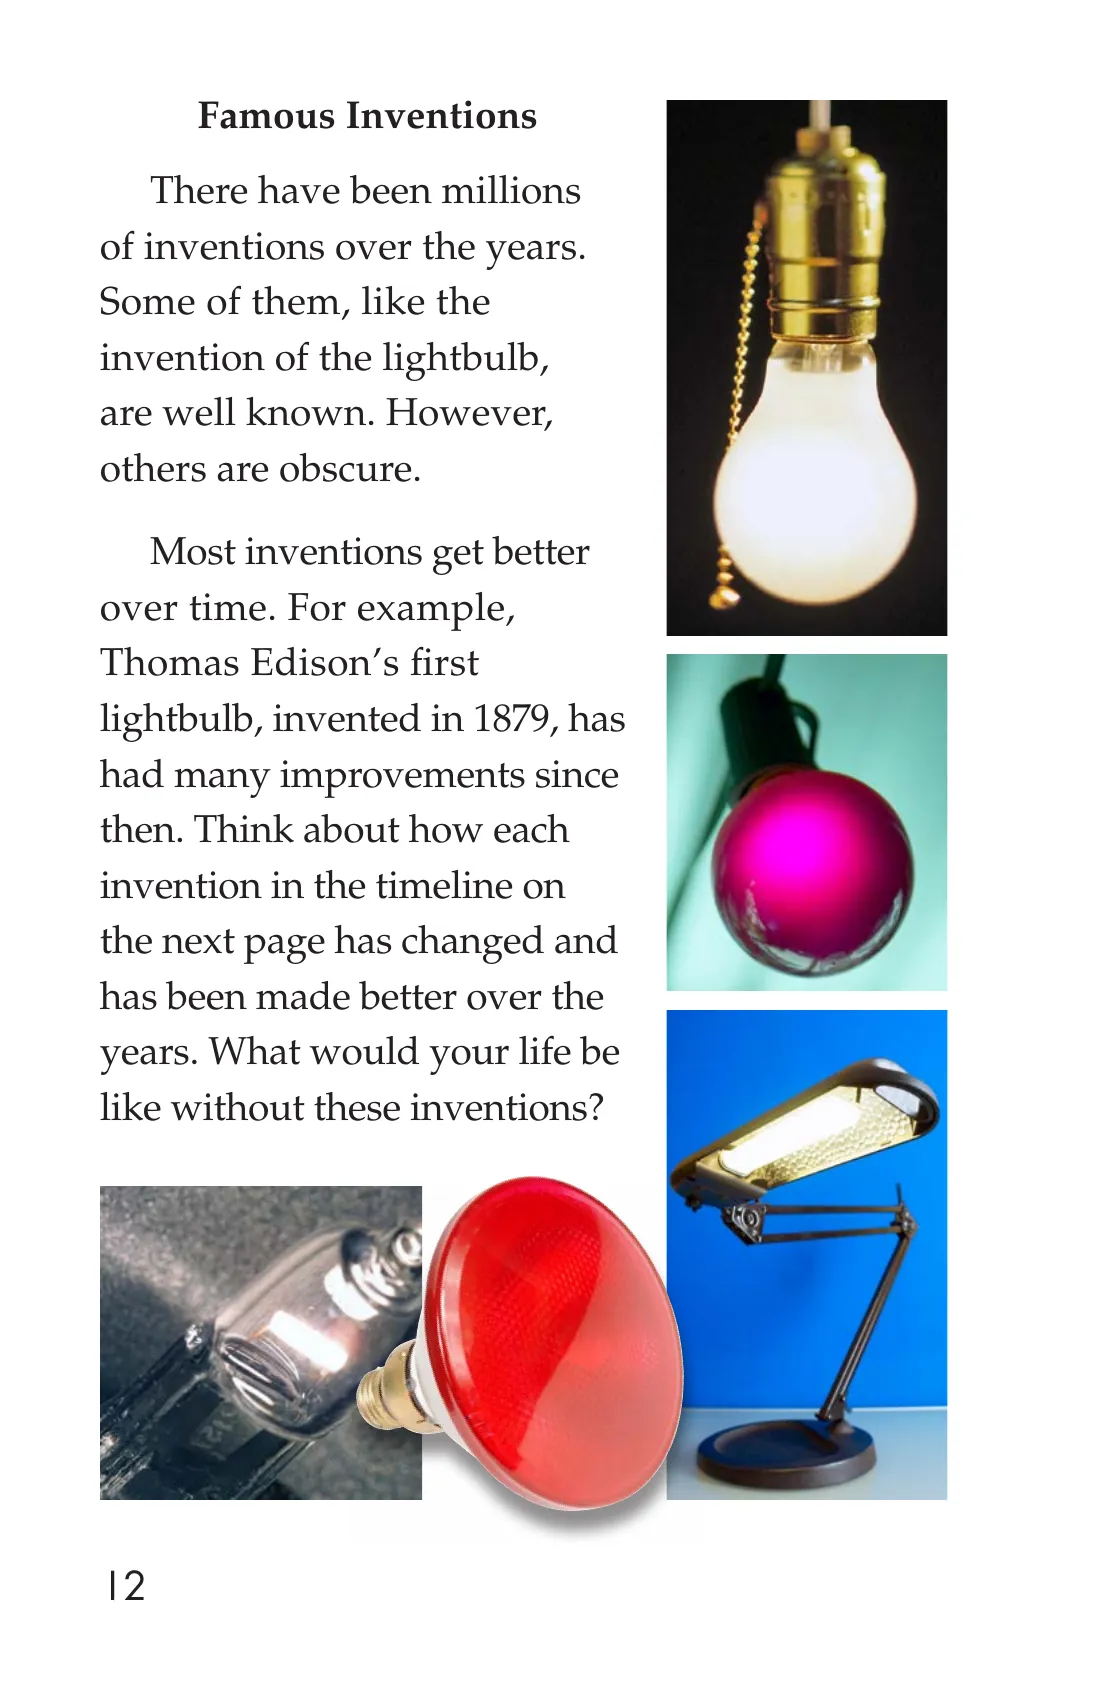 Famous Inventions
There have been millions
of inventions over the years.
Some of them, like the
invention of the lightbulb,
are well known. However,
others are obscure.
Most inventions get better
over time. For example,
Thomas Edison’s first
lightbulb, invented in 1879, has
had many improvements since
then. Think about how each
invention in the timeline on
the next page has changed and
has been made better over the
years. What would your life be
like without these inventions?
12